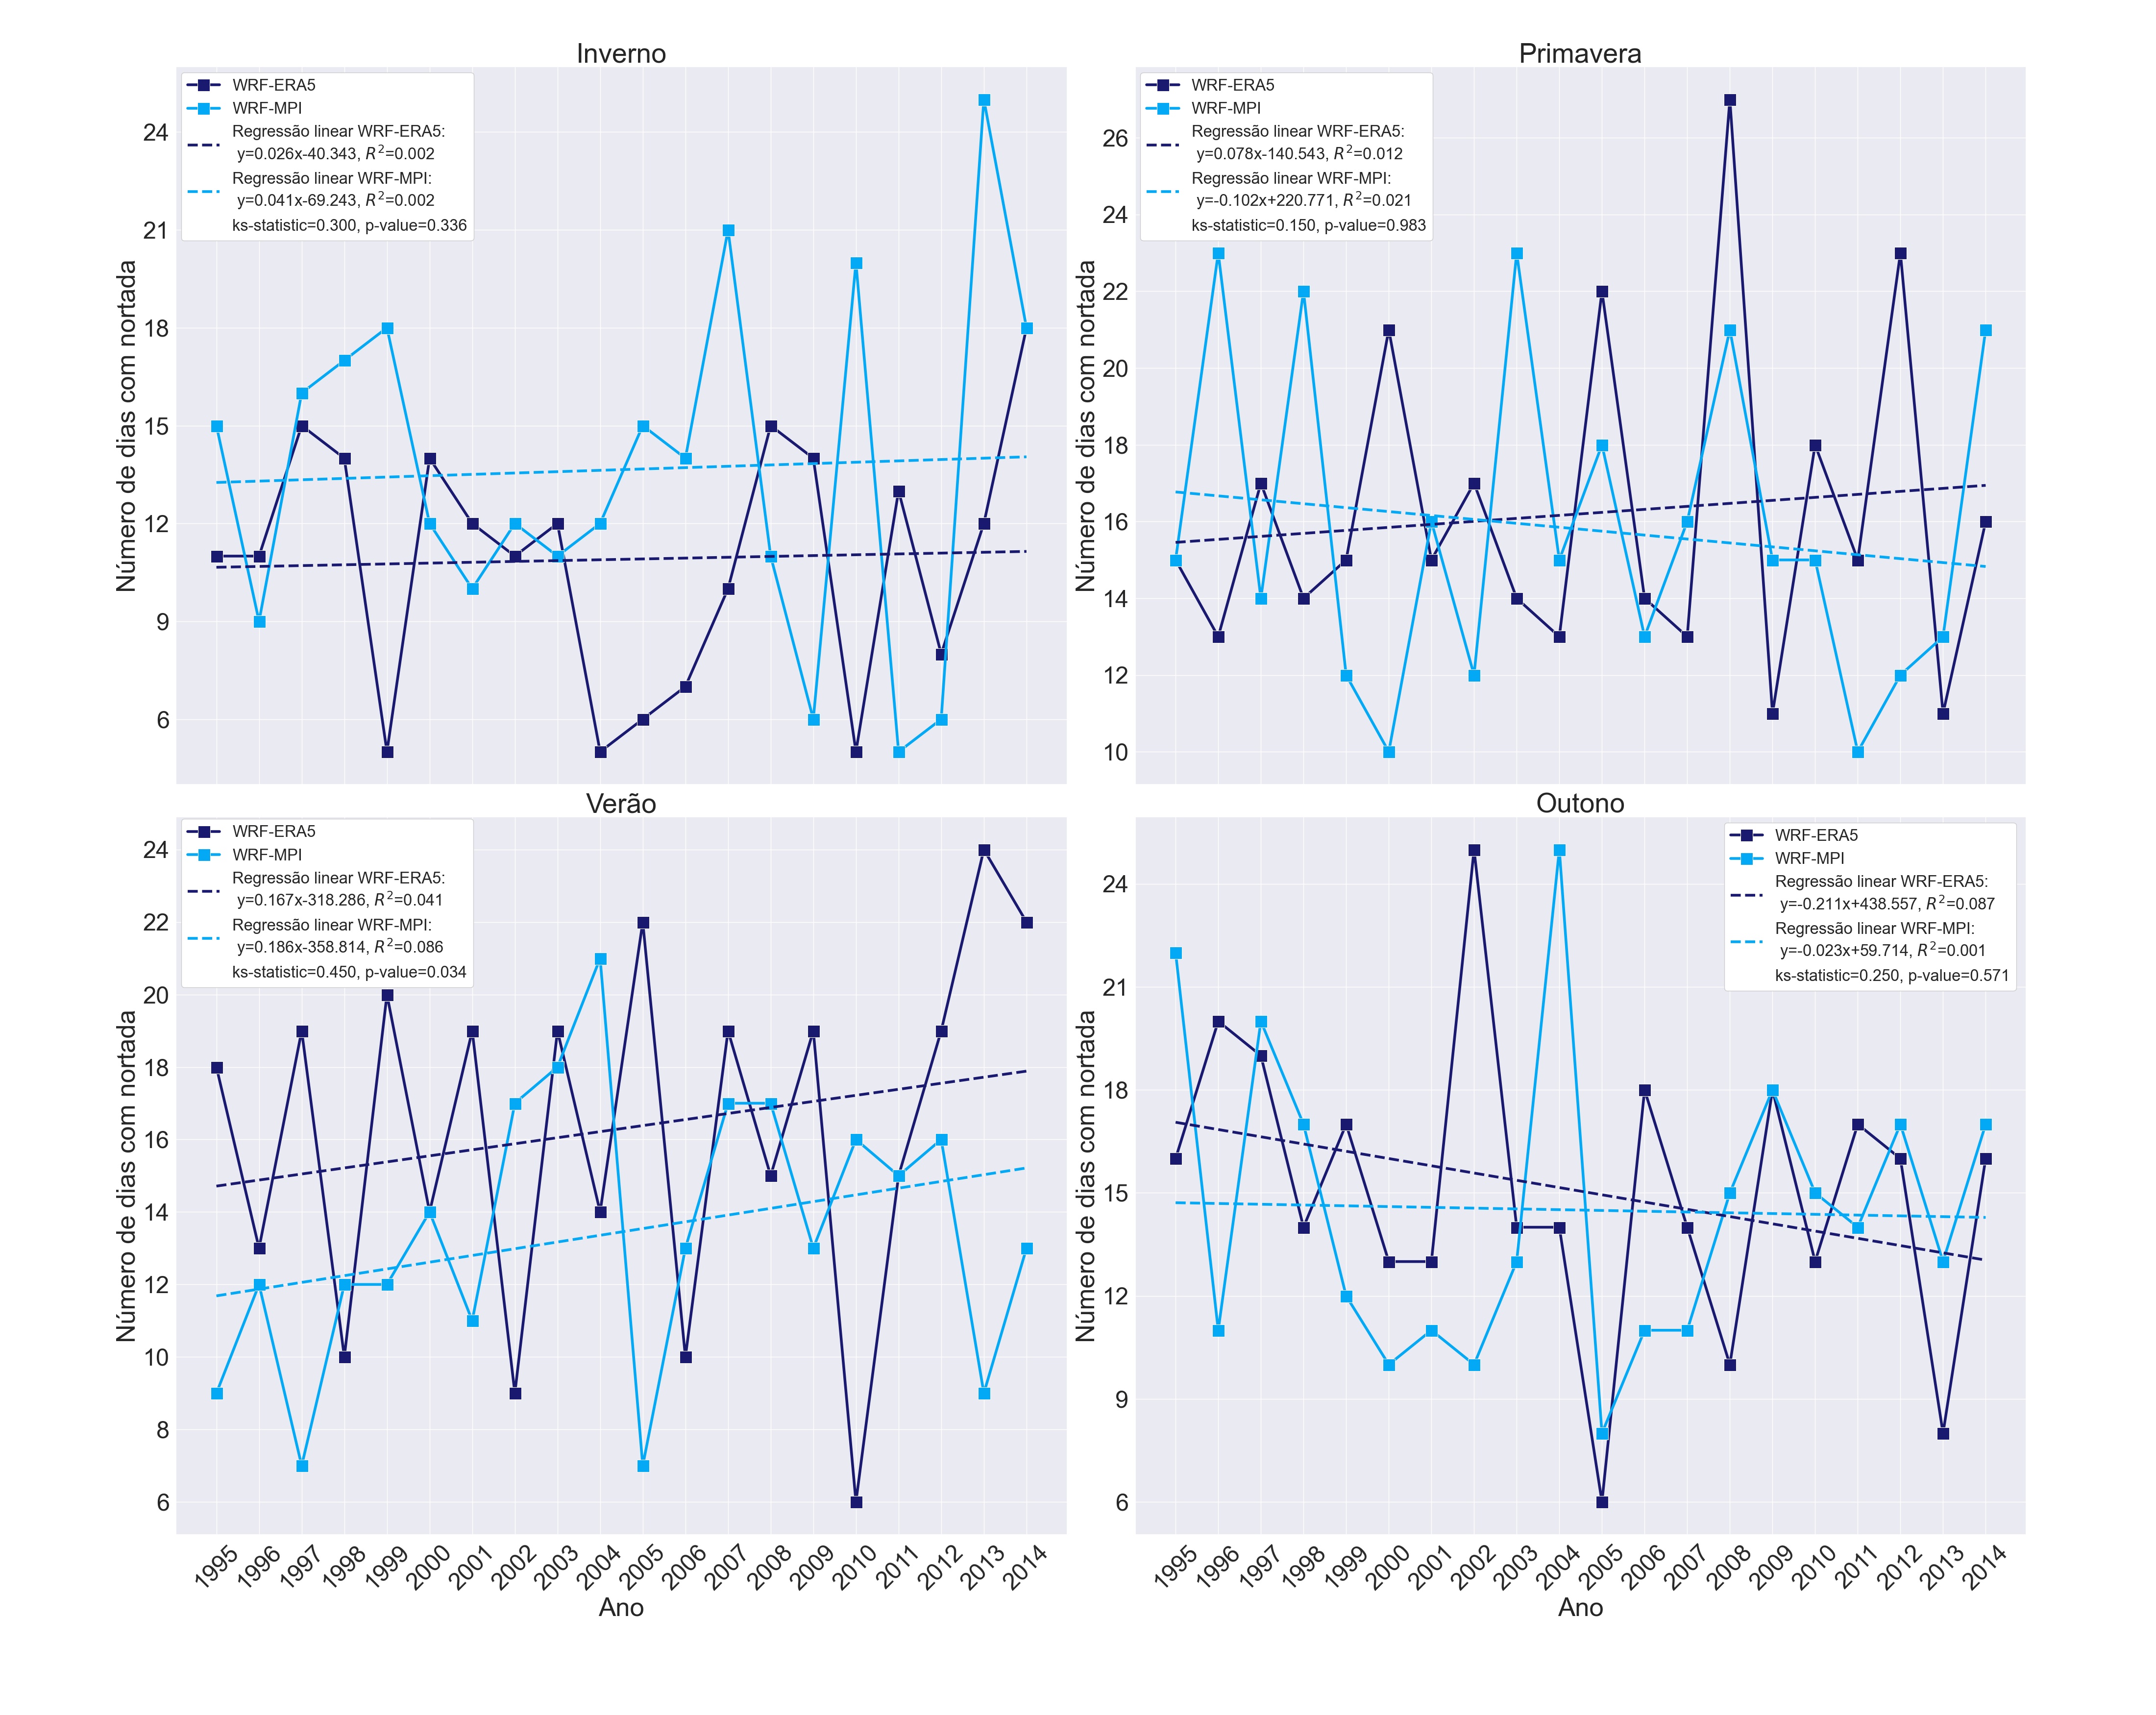 Inverno
WRF-ERA5
WRF-MPI
Regressão linear WRF-ERA5:
y=0.026x-40.343, R²=0.002
Regressão linear WRF-MPI:
y=0.041x-69.243, R²=0.002
ks-statistic=0.300, p-value=0.336
Número de dias com nortada
24
21
18
15
12
9
6
Primavera
WRF-ERA5
WRF-MPI
Regressão linear WRF-ERA5:
y=0.078x-140.543, R²=0.012
Regressão linear WRF-MPI:
y=-0.102x+220.771, R²=0.021
ks-statistic=0.150, p-value=0.983
Número de dias com nortada
26
24
22
20
18
16
14
12
10
Verão
WRF-ERA5
WRF-MPI
Regressão linear WRF-ERA5:
y=0.167x-318.286, R²=0.041
Regressão linear WRF-MPI:
y=0.186x-358.814, R²=0.086
ks-statistic=0.450, p-value=0.034
Número de dias com nortada
24
22
20
18
16
14
12
10
8
6
1995 1996 1997 1998 1999 2000 2001 2002 2003 2004 2005 2006 2007 2008 2009 2010 2011 2012 2013 2014
Ano
Outono
WRF-ERA5
WRF-MPI
Regressão linear WRF-ERA5:
y=-0.211x+438.557, R²=0.087
Regressão linear WRF-MPI:
y=-0.023x+59.714, R²=0.001
ks-statistic=0.250, p-value=0.571
Número de dias com nortada
24
21
18
15
12
9
6
1995 1996 1997 1998 1999 2000 2001 2002 2003 2004 2005 2006 2007 2008 2009 2010 2011 2012 2013 2014
Ano